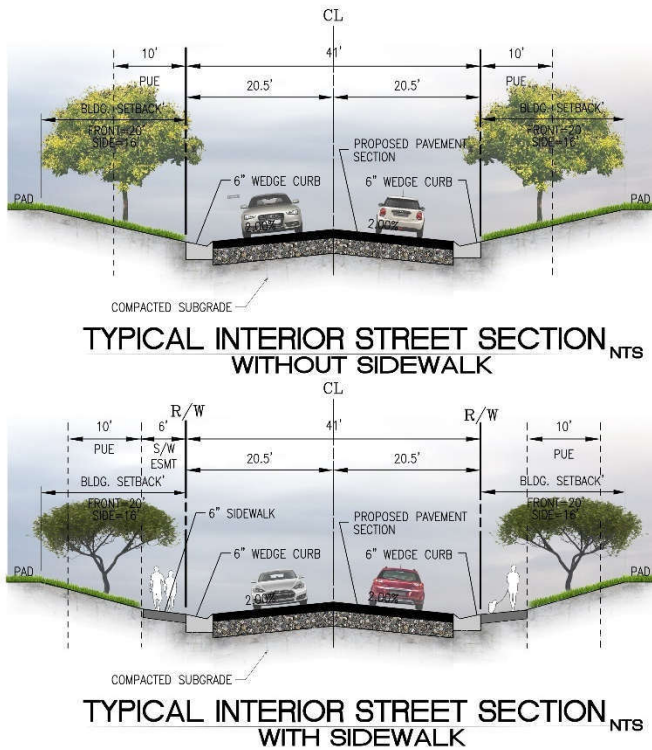 CL
10' 41' 10'
PUE PUE
20.5' 20.5'
BLDG. SETBACK' BLDG. SETBACK'
FRONT=20' FRONT=20'
SIDE=16' SIDE=16'
PROPOSED PAVEMENT
SECTION
6" WEDGE CURB 6" WEDGE CURB
PAD PAD
2.00% 2.00%
COMPACTED SUBGRADE
TYPICAL INTERIOR STREET SECTION NTS
WITHOUT SIDEWALK
CL
R/W R/W
10' 6' 41' 10'
PUE S/W PUE
ESMT
20.5' 20.5'
BLDG. SETBACK' BLDG. SETBACK'
FRONT=20' FRONT=20'
SIDE=16' SIDE=16'
6" SIDEWALK
PROPOSED PAVEMENT
SECTION
6" WEDGE CURB 6" WEDGE CURB
PAD PAD
2.00% 2.00%
COMPACTED SUBGRADE
TYPICAL INTERIOR STREET SECTION NTS
WITH SIDEWALK